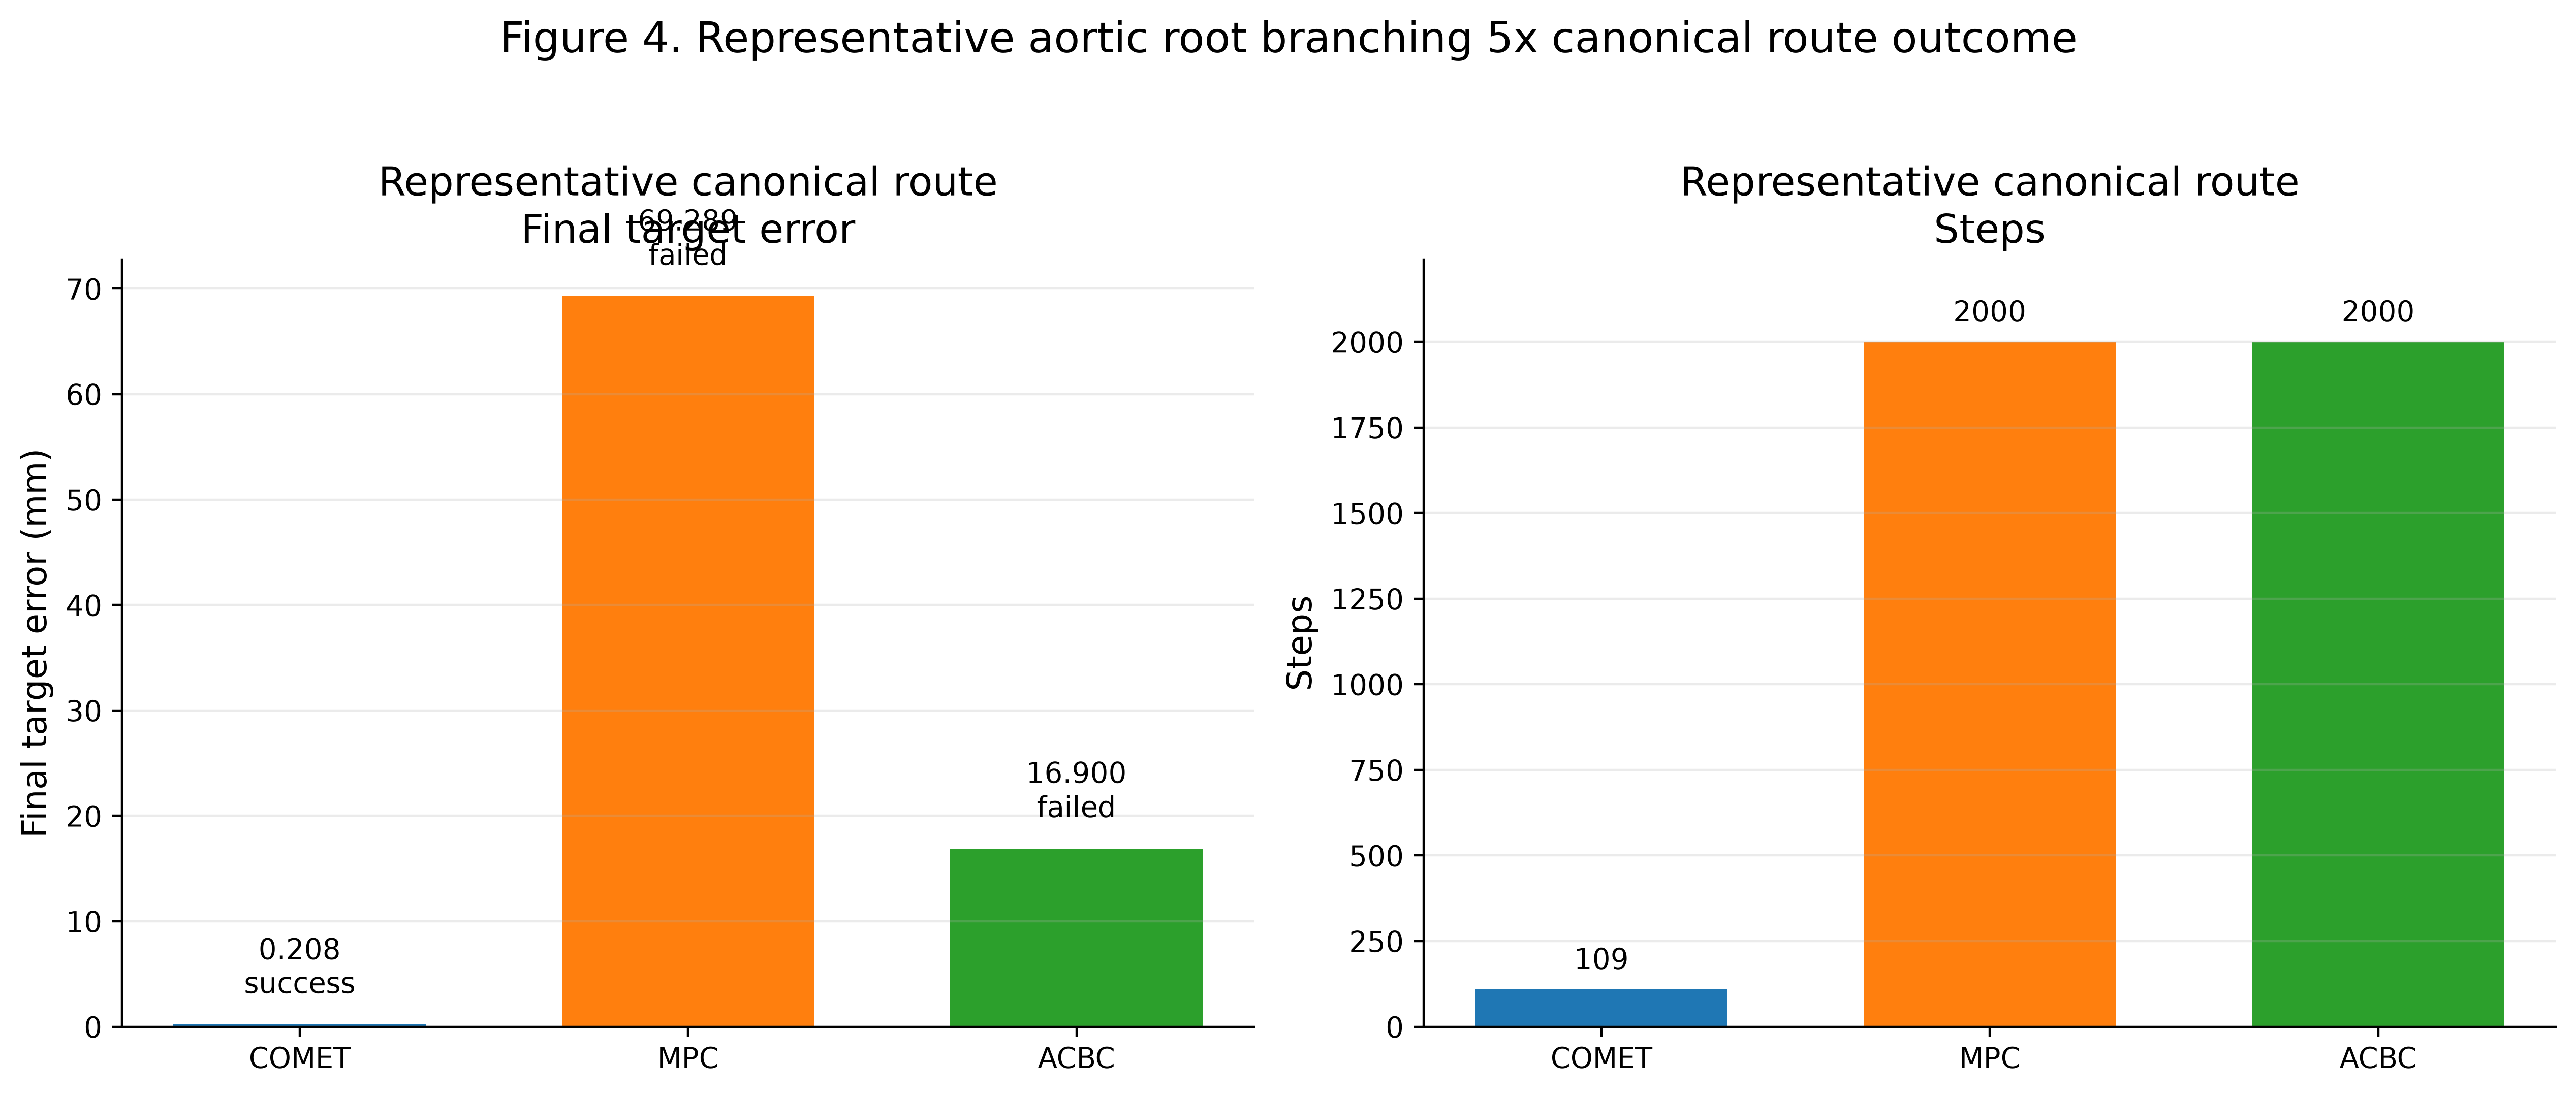 Figure 4. Representative aortic root branching 5x canonical route outcome
Representative canonical route
Final target error
69.289
failed
70
60
50
40
30
20
10
0
Final target error (mm)
0.208
success
16.900
failed
COMET
MPC
ACBC
Representative canonical route
Steps
2000
2000
2000
1750
1500
1250
1000
750
500
250
0
Steps
109
COMET
MPC
ACBC